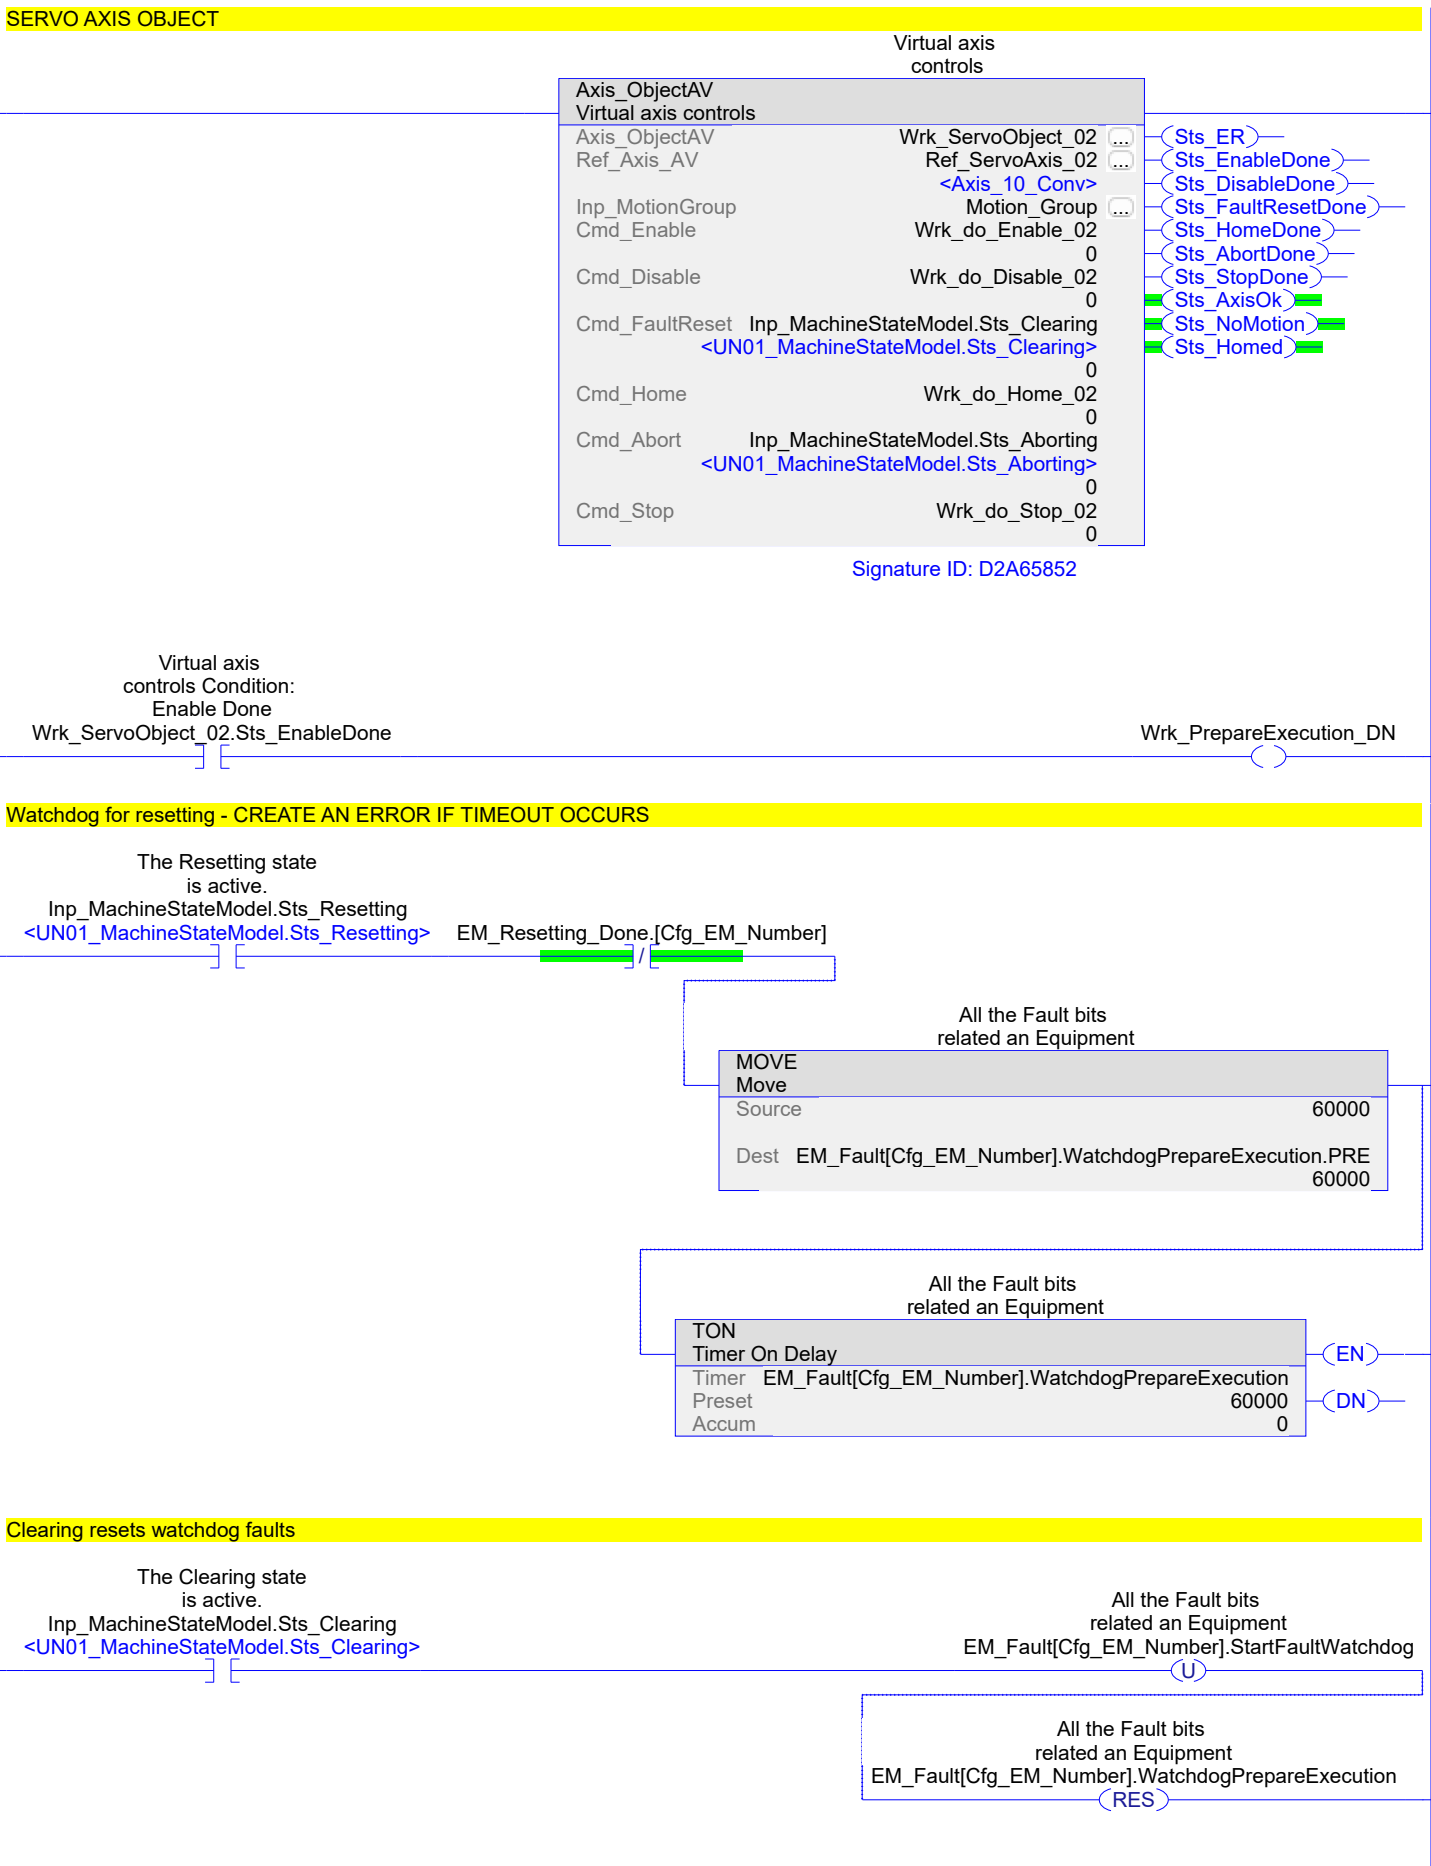 SERVO AXIS OBJECT
Virtual axis
controls
Axis_ObjectAV
Virtual axis controls
Axis_ObjectAV Wrk_ServoObject_02 ...
Ref_Axis_AV Ref_ServoAxis_02 ...
<Axis_10_Conv>
Inp_MotionGroup Motion_Group ...
Cmd_Enable Wrk_do_Enable_02
0
Cmd_Disable Wrk_do_Disable_02
0
Cmd_FaultReset Inp_MachineStateModel.Sts_Clearing
<UN01_MachineStateModel.Sts_Clearing>
0
Cmd_Home Wrk_do_Home_02
0
Cmd_Abort Inp_MachineStateModel.Sts_Aborting
<UN01_MachineStateModel.Sts_Aborting>
0
Cmd_Stop Wrk_do_Stop_02
0
Sts_ER
Sts_EnableDone
Sts_DisableDone
Sts_FaultResetDone
Sts_HomeDone
Sts_AbortDone
Sts_StopDone
Sts_AxisOk
Sts_NoMotion
Sts_Homed
Signature ID: D2A65852
Virtual axis
controls Condition:
Enable Done
Wrk_ServoObject_02.Sts_EnableDone
Wrk_PrepareExecution_DN
Watchdog for resetting - CREATE AN ERROR IF TIMEOUT OCCURS
The Resetting state
is active.
Inp_MachineStateModel.Sts_Resetting
<UN01_MachineStateModel.Sts_Resetting>
EM_Resetting_Done.[Cfg_EM_Number]
/
All the Fault bits
related an Equipment
MOVE
Move
Source 60000
Dest EM_Fault[Cfg_EM_Number].WatchdogPrepareExecution.PRE
60000
All the Fault bits
related an Equipment
TON
Timer On Delay
Timer EM_Fault[Cfg_EM_Number].WatchdogPrepareExecution
Preset 60000
Accum 0
EN
DN
Clearing resets watchdog faults
The Clearing state
is active.
Inp_MachineStateModel.Sts_Clearing
<UN01_MachineStateModel.Sts_Clearing>
All the Fault bits
related an Equipment
EM_Fault[Cfg_EM_Number].StartFaultWatchdog
U
All the Fault bits
related an Equipment
EM_Fault[Cfg_EM_Number].WatchdogPrepareExecution
RES